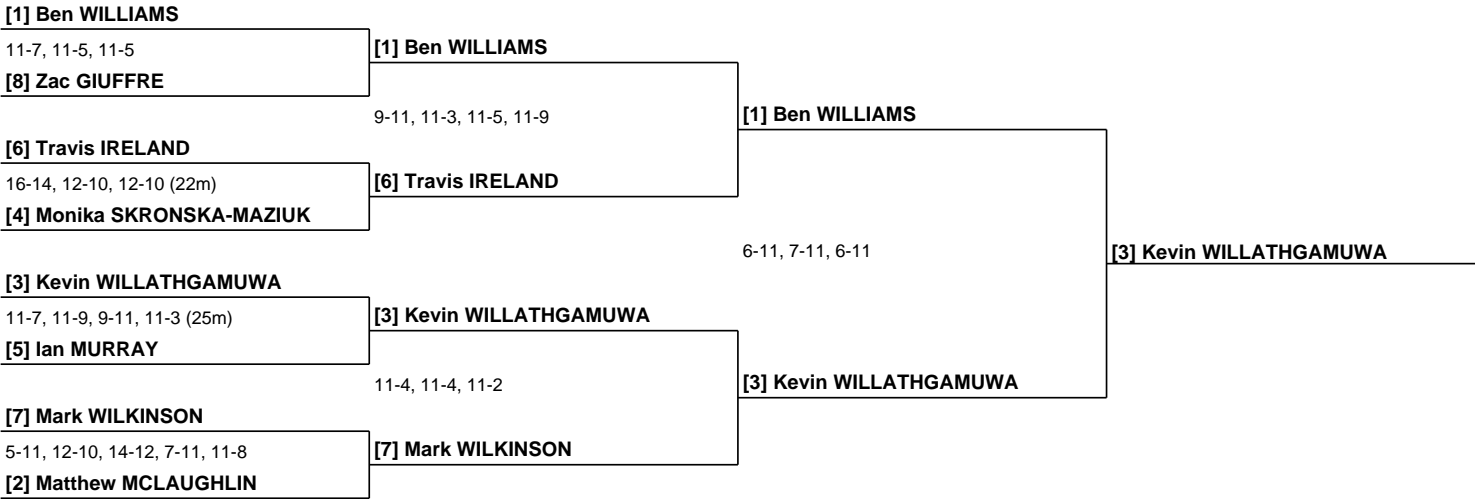 [1] Ben WILLIAMS
11-7, 11-5, 11-5
[8] Zac GIUFFRE
[6] Travis IRELAND
16-14, 12-10, 12-10 (22m)
[4] Monika SKRONSKA-MAZIUK
[3] Kevin WILLATHGAMUWA
11-7, 11-9, 9-11, 11-3 (25m)
[5] Ian MURRAY
[7] Mark WILKINSON
5-11, 12-10, 14-12, 7-11, 11-8
[2] Matthew MCLAUGHLIN
[1] Ben WILLIAMS
9-11, 11-3, 11-5, 11-9
[6] Travis IRELAND
[3] Kevin WILLATHGAMUWA
11-4, 11-4, 11-2
[7] Mark WILKINSON
[1] Ben WILLIAMS
6-11, 7-11, 6-11
[3] Kevin WILLATHGAMUWA
[3] Kevin WILLATHGAMUWA